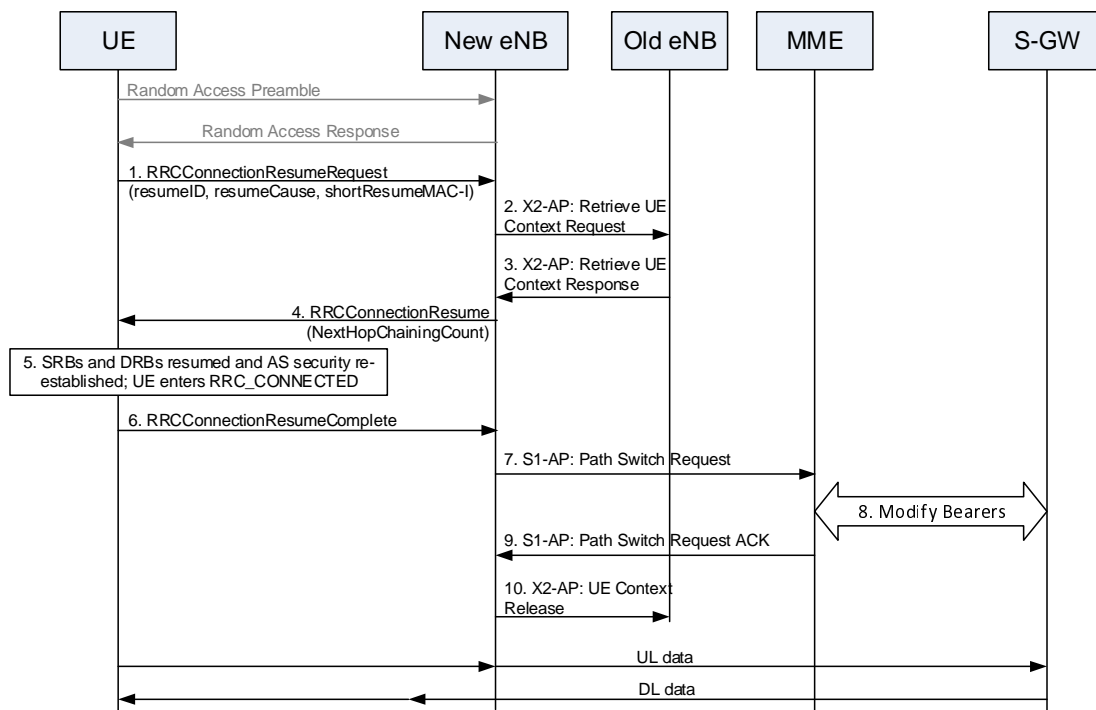 UE
New eNB
Old eNB
MME
S-GW
Random Access Preamble
Random Access Response
1. RRCConnectionResumeRequest
(resumeID, resumeCause, shortResumeMAC-I)
2. X2-AP: Retrieve UE
Context Request
3. X2-AP: Retrieve UE
Context Response
4. RRCConnectionResume
(NextHopChainingCount)
5. SRBs and DRBs resumed and AS security re-
established; UE enters RRC_CONNECTED
6. RRCConnectionResumeComplete
7. S1-AP: Path Switch Request
8. Modify Bearers
9. S1-AP: Path Switch Request ACK
10. X2-AP: UE Context
Release
UL data
DL data